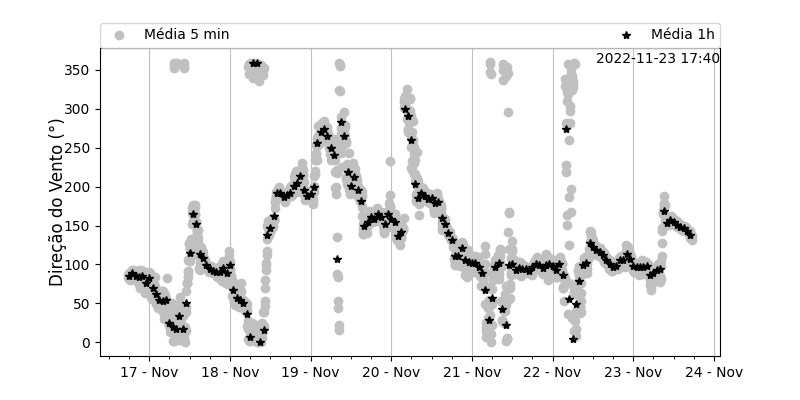 Média 5 min
Média 1h
2022-11-23 17:40
Direção do Vento (°)
350
300
250
200
150
100
50
0
17 - Nov
18 - Nov
19 - Nov
20 - Nov
21 - Nov
22 - Nov
23 - Nov
24 - Nov